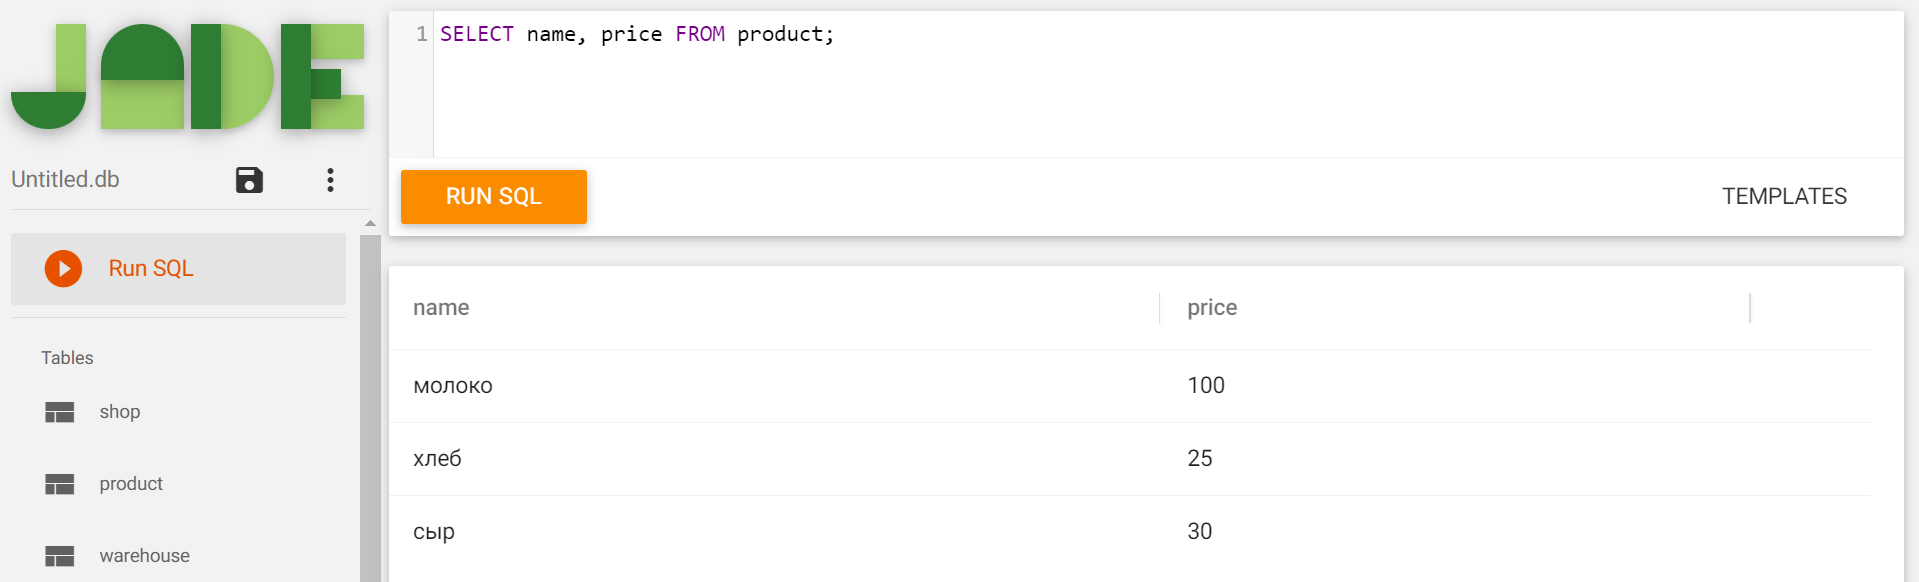 JADE
Untitled.db
Run SQL
Tables
shop
product
warehouse
1 SELECT name, price FROM product;
RUN SQL
TEMPLATES
name price
молоко 100
хлеб 25
сыр 30